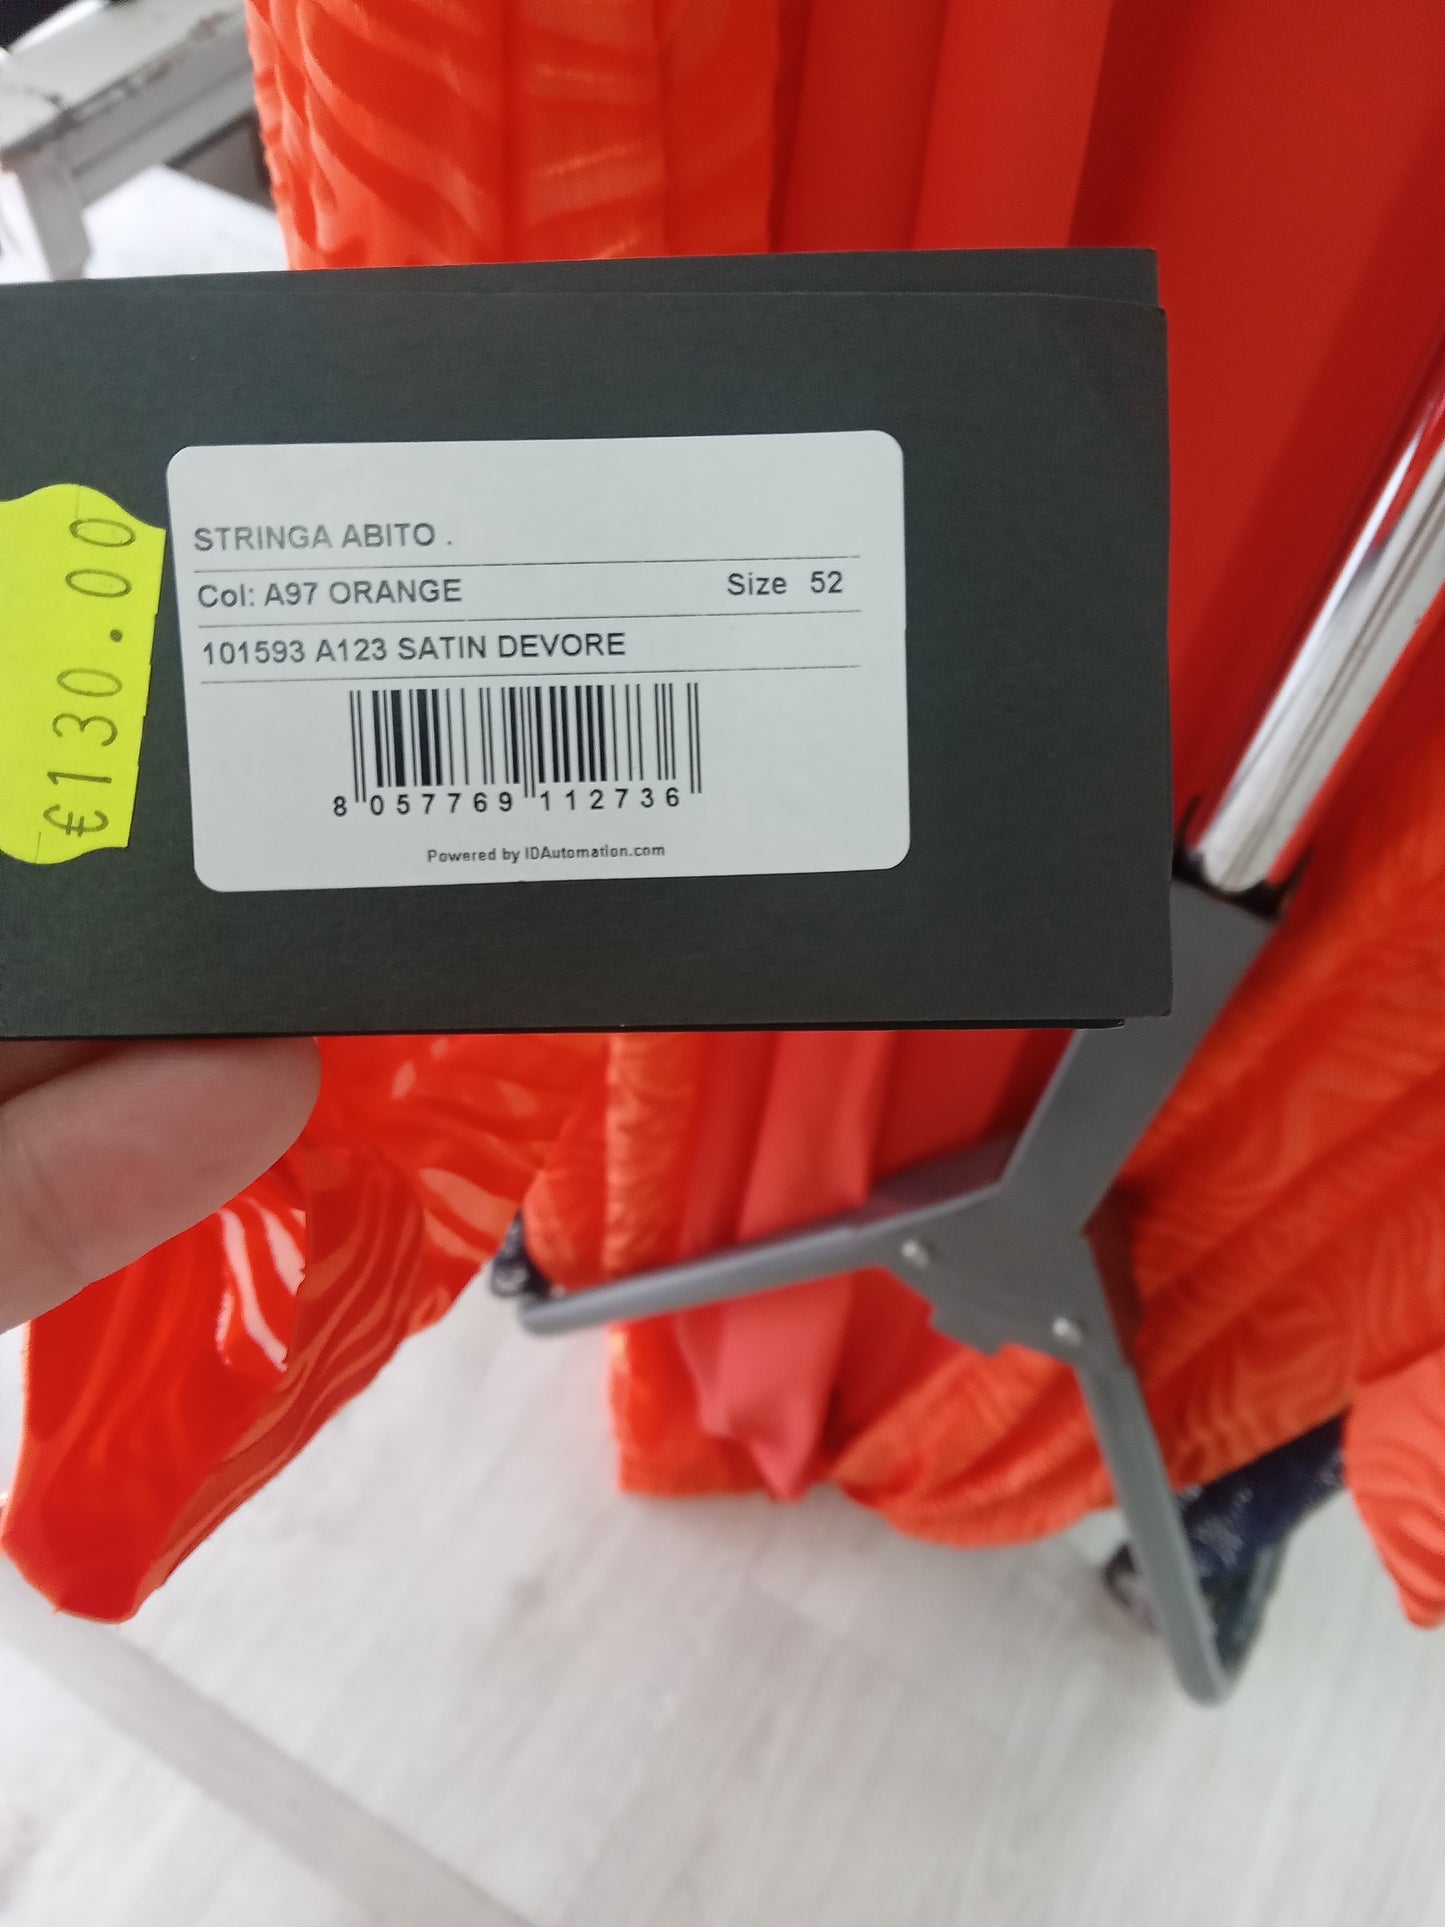 STRINGA ABITO .
Col: A97 ORANGE Size 52
101593 A123 SATIN DEVORE
8 057769 112736
Powered by IDAutomation.com
€130.00